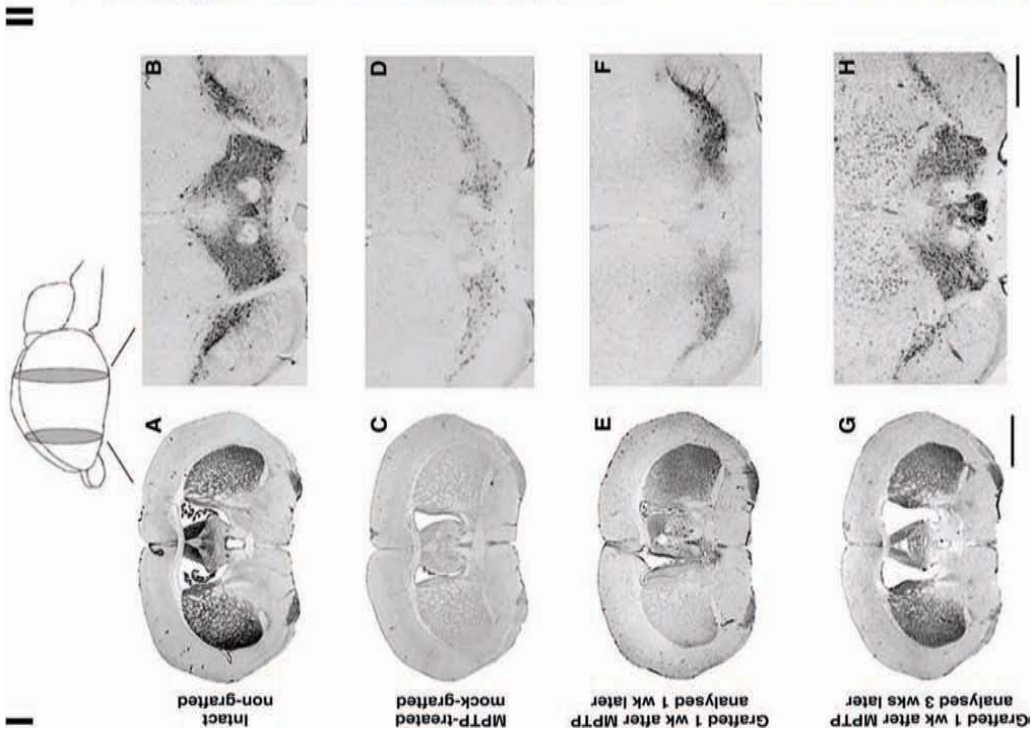 I
II
Intact
non-grafted
A
B
MPTP-treated
mock-grafted
C
D
Grafted 1 wk after MPTP
analysed 1 wk later
E
F
Grafted 1 wk after MPTP
analysed 3 wks later
G
H